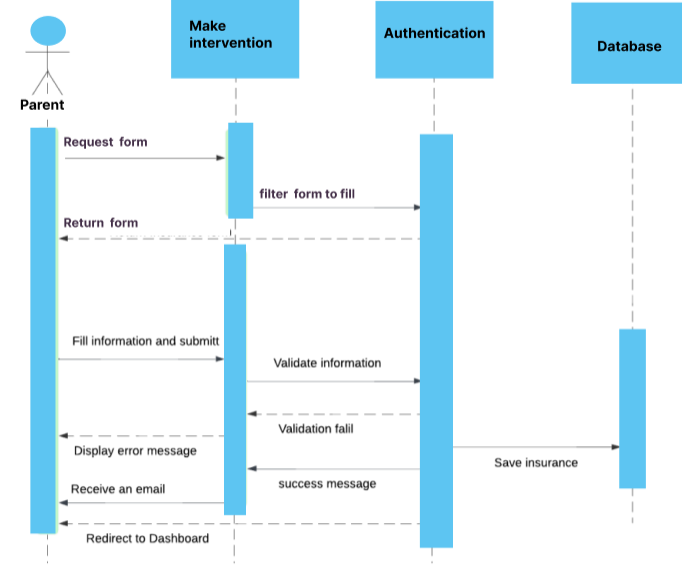 Make
intervention
Authentication
Database
Parent
Request form
filter form to fill
Return form
Fill information and submitt
Validate information
Validation falil
Display error message
Save insurance
success message
Receive an email
Redirect to Dashboard